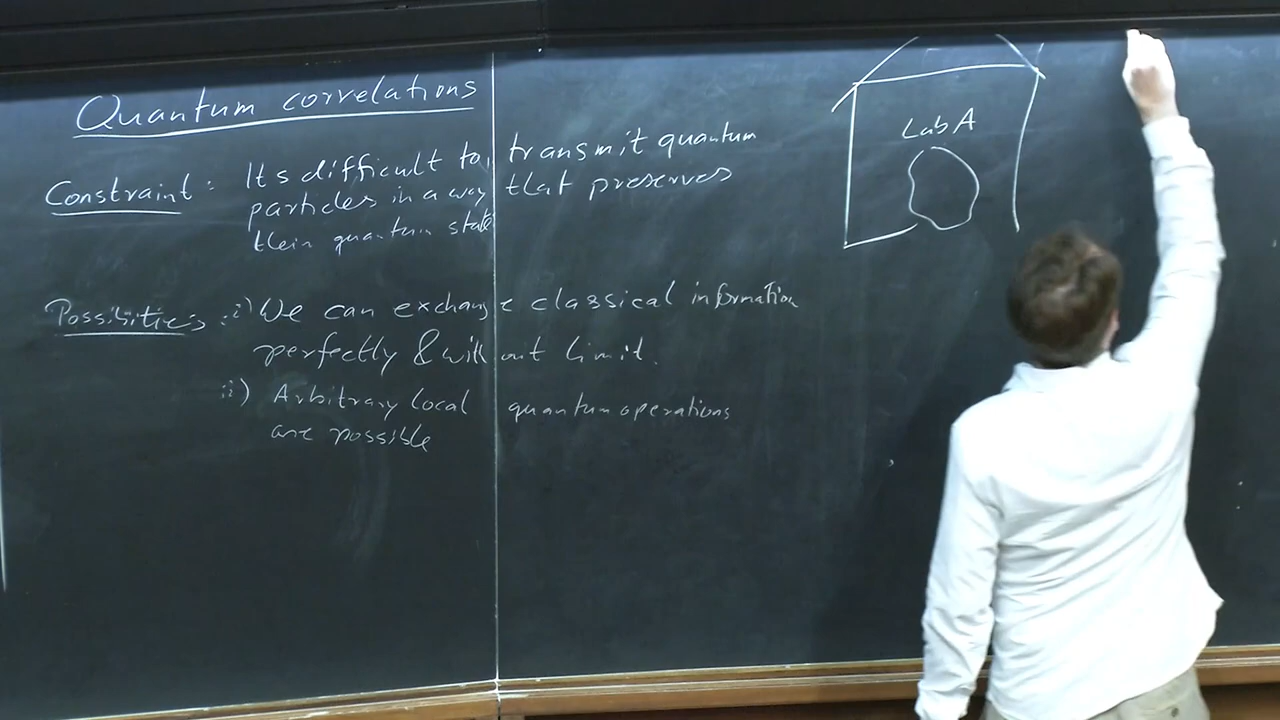 Quantum correlations
Constraint: Its difficult to transmit quantum
particles in a way that preserves
their quantum state
Possibilities: i) We can exchange classical information
perfectly & without limit.
ii) Arbitrary local quantum operations
are possible
Lab A